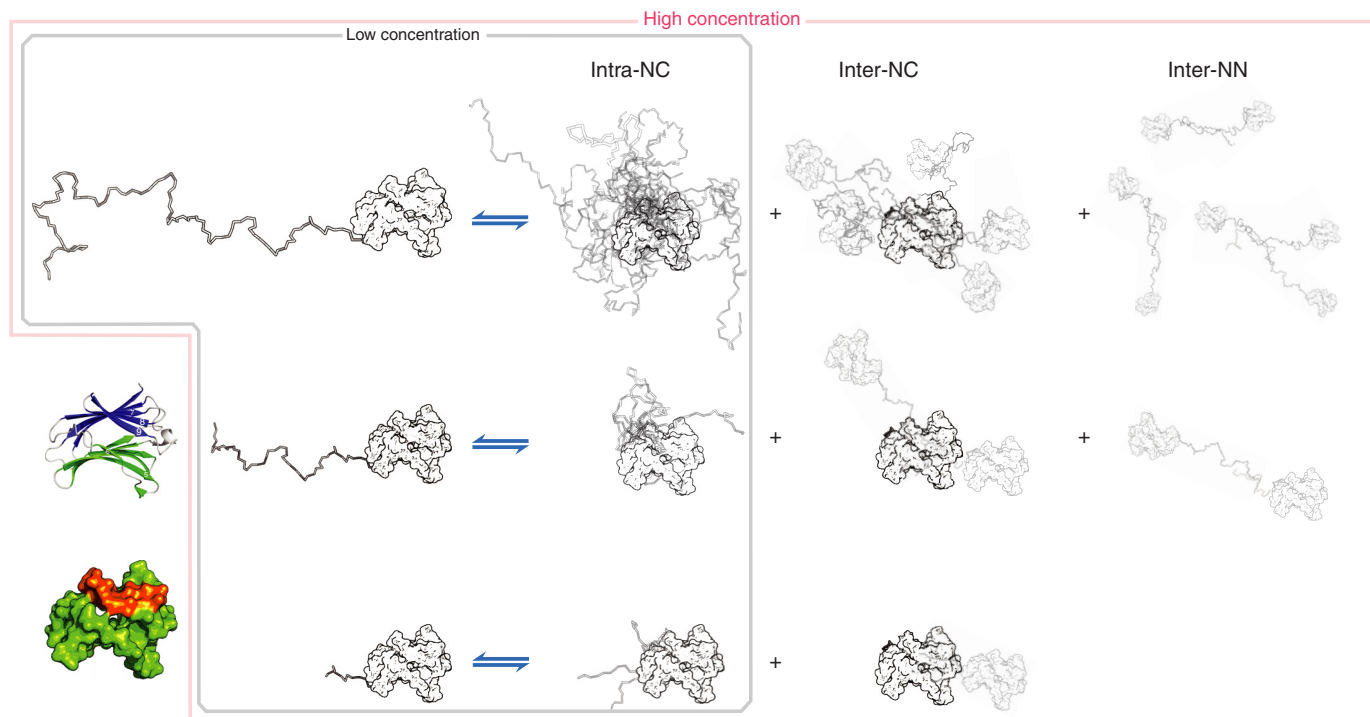 High concentration
Low concentration
Intra-NC
Inter-NC
Inter-NN
+
+
+
+
+